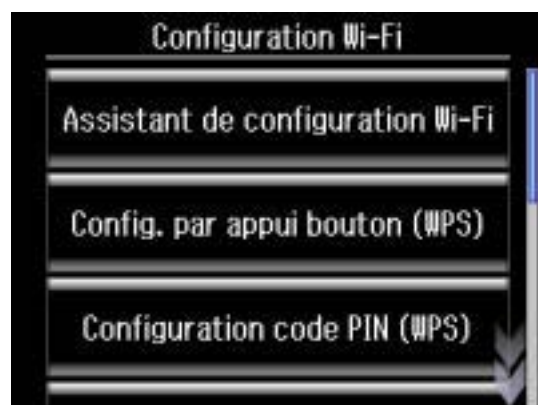 Configuration Wi-Fi
Assistant de configuration Wi-Fi
Config. par appui bouton (WPS)
Configuration code PIN (WPS)